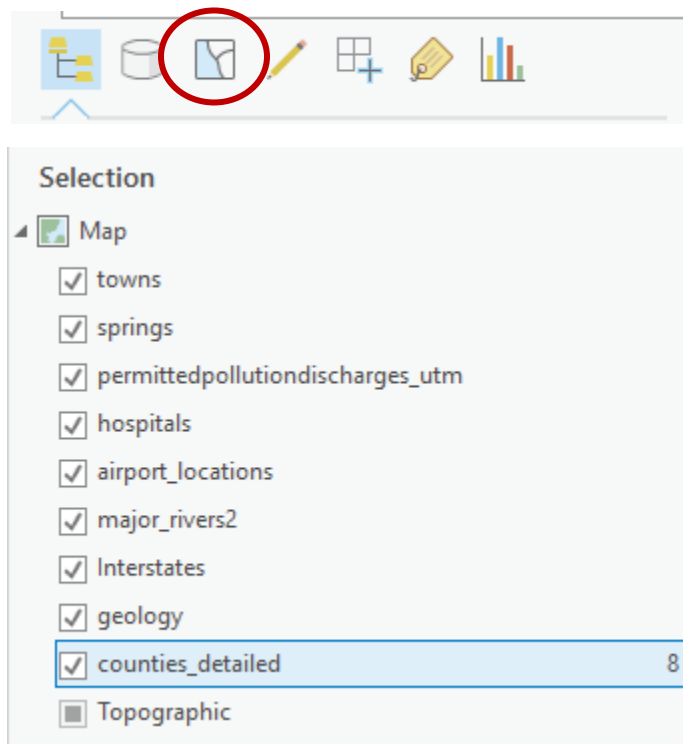 Selection
Map
towns
springs
permittedpollutiondischarges_utm
hospitals
airport_locations
major_rivers2
Interstates
geology
counties_detailed 8
Topographic